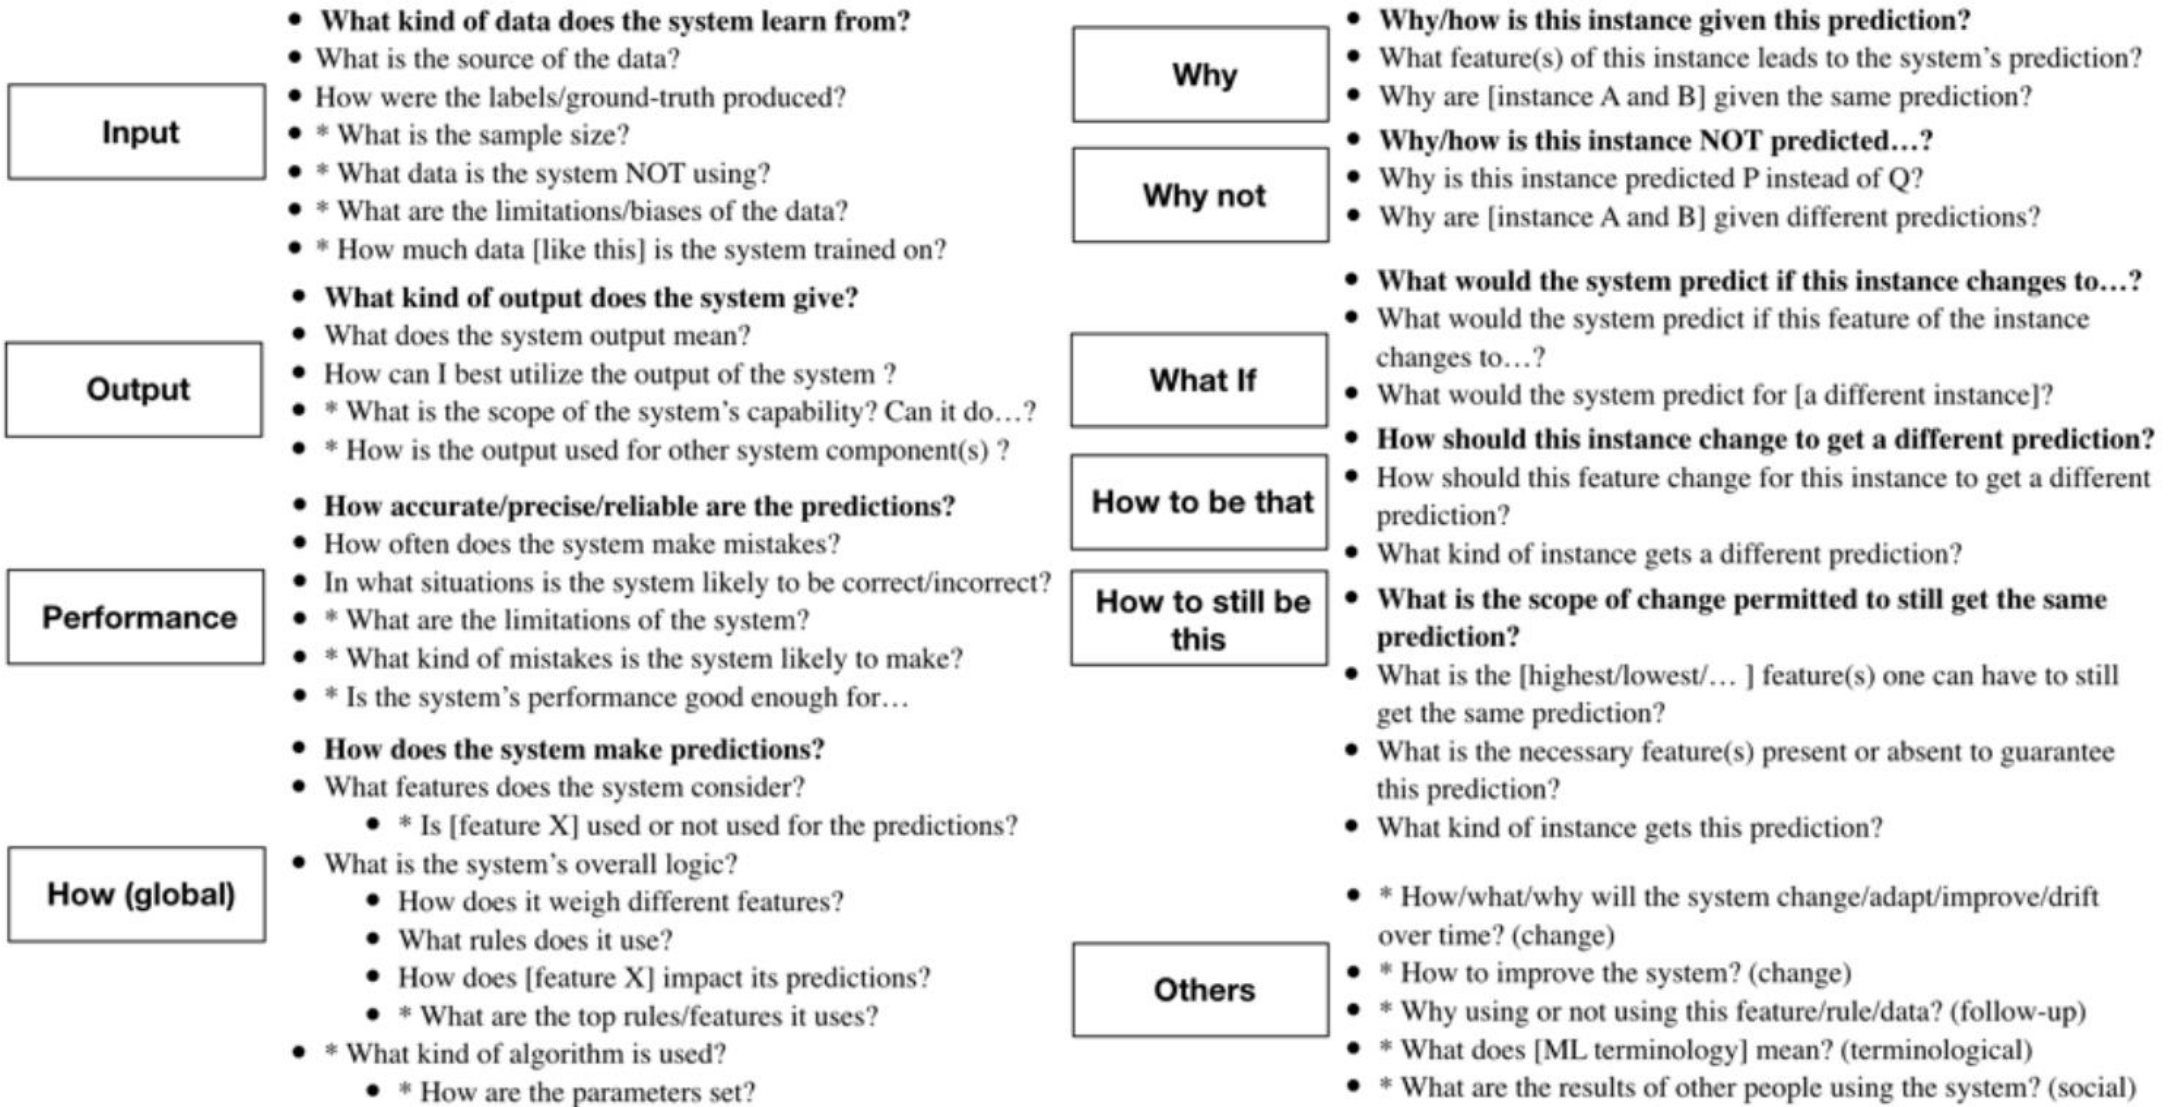 Input
• What kind of data does the system learn from?
• What is the source of the data?
• How were the labels/ground-truth produced?
• * What is the sample size?
• * What data is the system NOT using?
• * What are the limitations/biases of the data?
• * How much data [like this] is the system trained on?
Output
• What kind of output does the system give?
• What does the system output mean?
• How can I best utilize the output of the system ?
• * What is the scope of the system's capability? Can it do…?
• * How is the output used for other system component(s) ?
Performance
• How accurate/precise/reliable are the predictions?
• How often does the system make mistakes?
• In what situations is the system likely to be correct/incorrect?
• * What are the limitations of the system?
• * What kind of mistakes is the system likely to make?
• * Is the system's performance good enough for…
How (global)
• How does the system make predictions?
• What features does the system consider?
• * Is [feature X] used or not used for the predictions?
• What is the system's overall logic?
• How does it weigh different features?
• What rules does it use?
• How does [feature X] impact its predictions?
• * What are the top rules/features it uses?
• * What kind of algorithm is used?
• * How are the parameters set?
Why
• Why/how is this instance given this prediction?
• What feature(s) of this instance leads to the system's prediction?
• Why are [instance A and B] given the same prediction?
Why not
• Why/how is this instance NOT predicted…?
• Why is this instance predicted P instead of Q?
• Why are [instance A and B] given different predictions?
What If
• What would the system predict if this instance changes to…?
• What would the system predict if this feature of the instance
changes to…?
• What would the system predict for [a different instance]?
How to be that
• How should this instance change to get a different prediction?
• How should this feature change for this instance to get a different
prediction?
• What kind of instance gets a different prediction?
How to still be
this
• What is the scope of change permitted to still get the same
prediction?
• What is the [highest/lowest/… ] feature(s) one can have to still
get the same prediction?
• What is the necessary feature(s) present or absent to guarantee
this prediction?
• What kind of instance gets this prediction?
Others
• * How/what/why will the system change/adapt/improve/drift
over time? (change)
• * How to improve the system? (change)
• * Why using or not using this feature/rule/data? (follow-up)
• * What does [ML terminology] mean? (terminological)
• * What are the results of other people using the system? (social)